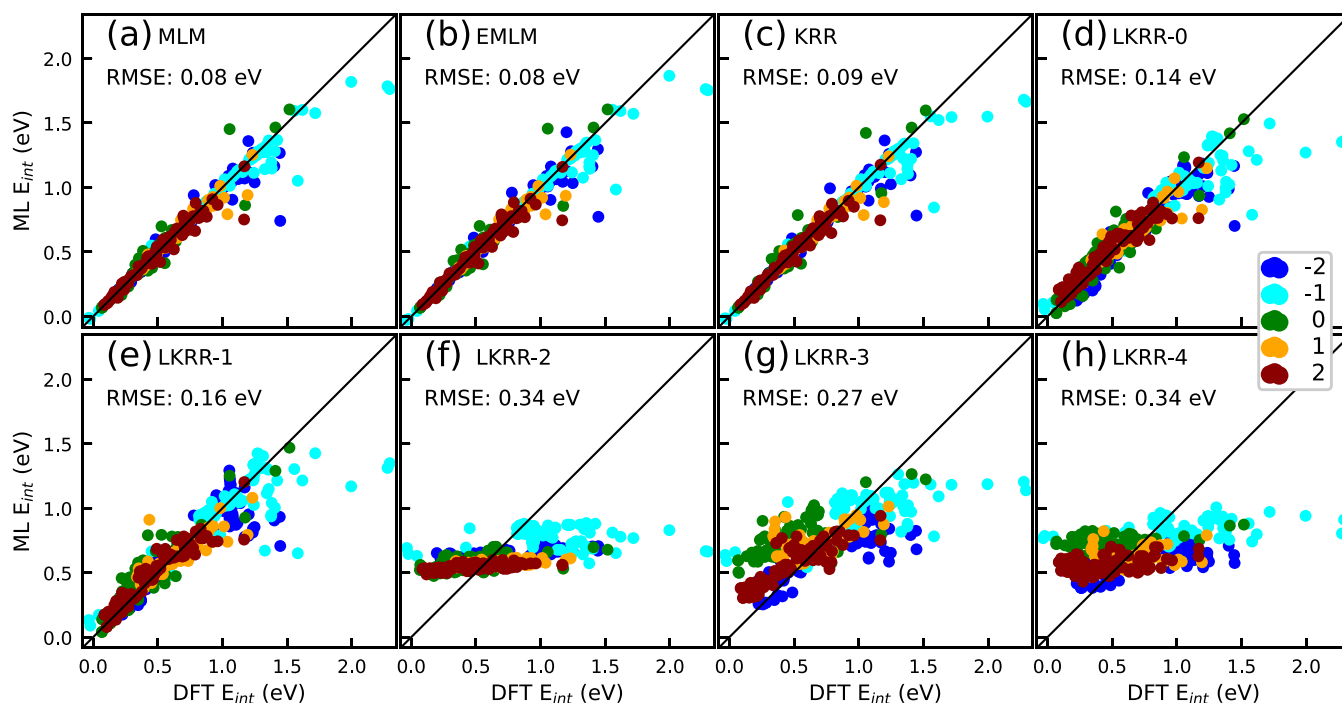 (a) MLM
RMSE: 0.08 eV
(b) EMLM
RMSE: 0.08 eV
(c) KRR
RMSE: 0.09 eV
(d) LKRR-0
RMSE: 0.14 eV
ML E_int (eV)
2.0
1.5
1.0
0.5
0.0
-2
-1
0
1
2
(e) LKRR-1
RMSE: 0.16 eV
(f) LKRR-2
RMSE: 0.34 eV
(g) LKRR-3
RMSE: 0.27 eV
(h) LKRR-4
RMSE: 0.34 eV
ML E_int (eV)
2.0
1.5
1.0
0.5
0.0
0.0 0.5 1.0 1.5 2.0
0.0 0.5 1.0 1.5 2.0
0.0 0.5 1.0 1.5 2.0
0.0 0.5 1.0 1.5 2.0
DFT E_int (eV)
DFT E_int (eV)
DFT E_int (eV)
DFT E_int (eV)